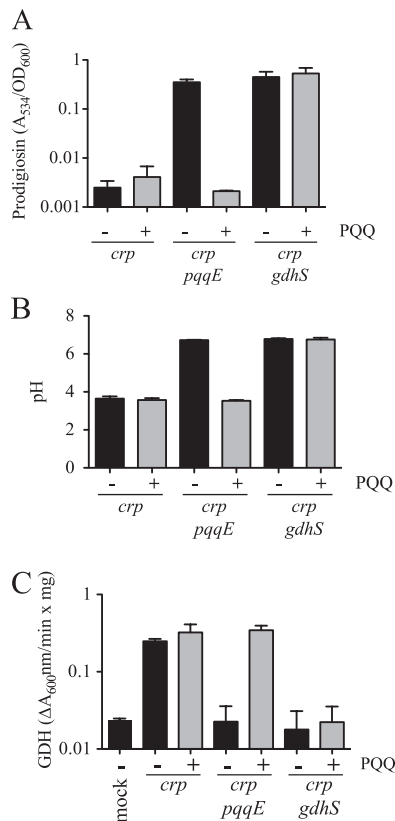 A
Prodigiosin (A534/OD600)
1
0.1
0.002
0.001
- + - + - + PQQ
crp crp crp
pqqE gdhS
B
pH
8
6
4
2
0
- + - + - + PQQ
crp crp crp
pqqE gdhS
C
GDH (ΔA600nm/min x mg)
1
0.1
0.01
- - + - + - + PQQ
mock crp crp crp
pqqE gdhS